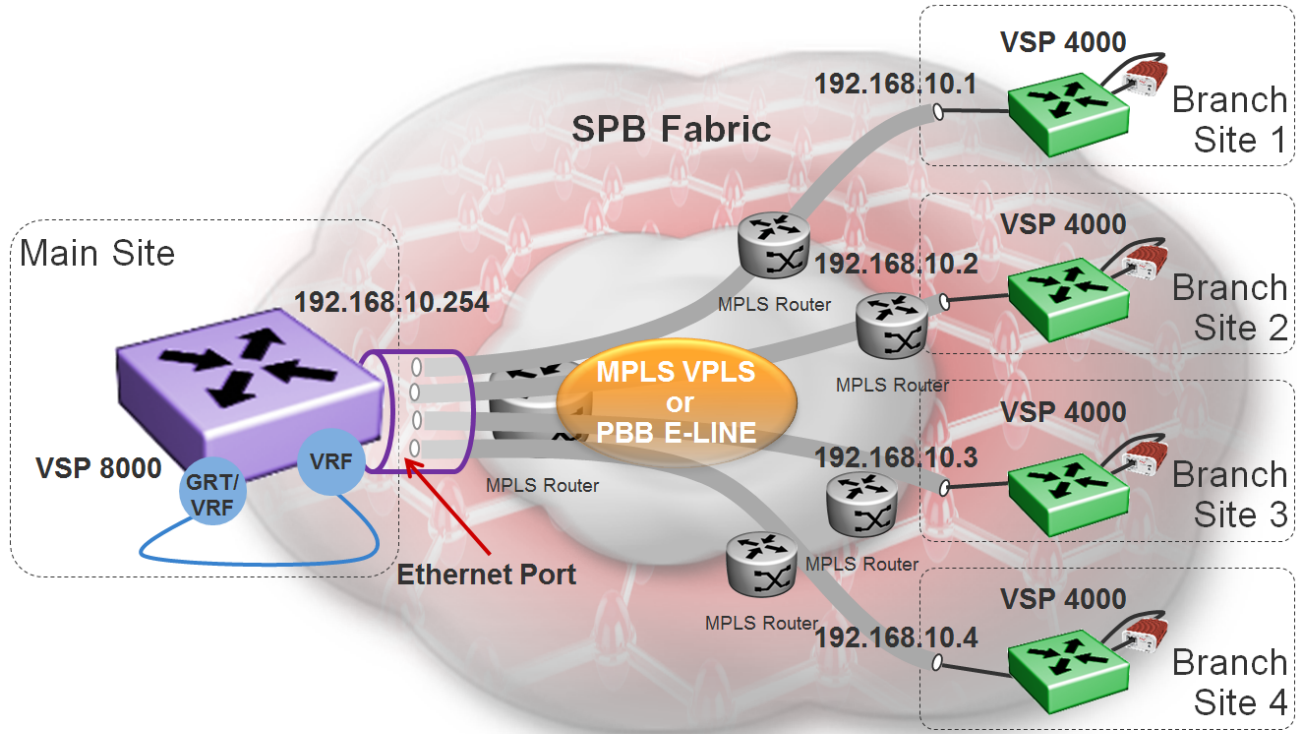 SPB Fabric
Main Site
192.168.10.254
VSP 8000
GRT/
VRF
VRF
Ethernet Port
MPLS VPLS
or
PBB E-LINE
MPLS Router
MPLS Router
MPLS Router
MPLS Router
MPLS Router
192.168.10.1
VSP 4000
Branch
Site 1
192.168.10.2
VSP 4000
Branch
Site 2
192.168.10.3
VSP 4000
Branch
Site 3
192.168.10.4
VSP 4000
Branch
Site 4